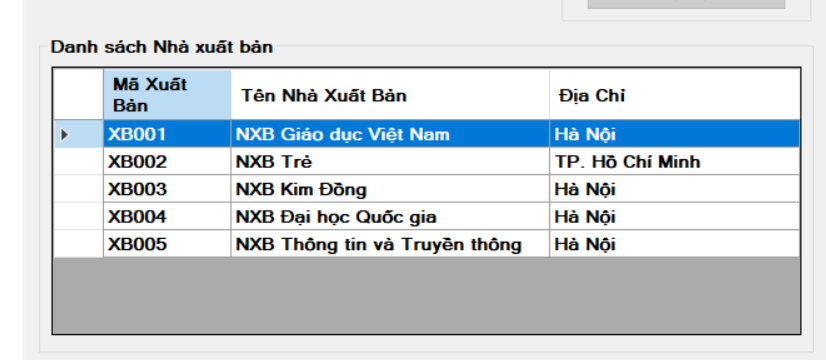 Danh sách Nhà xuất bản
Mã Xuất Bản Tên Nhà Xuất Bản Địa Chỉ
XB001 NXB Giáo dục Việt Nam Hà Nội
XB002 NXB Trẻ TP. Hồ Chí Minh
XB003 NXB Kim Đồng Hà Nội
XB004 NXB Đại học Quốc gia Hà Nội
XB005 NXB Thông tin và Truyền thông Hà Nội